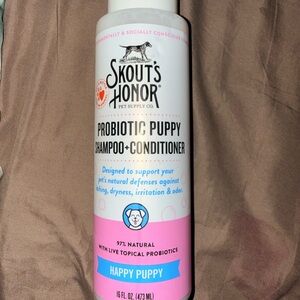 SKOUT'S
HONOR
PET SUPPLY CO.
PROBIOTIC PUPPY
SHAMPOO+CONDITIONER
Designed to support your
pet's natural defenses against
itching, dryness, irritation & odor
97% NATURAL
WITH LIVE TOPICAL PROBIOTICS
HAPPY PUPPY
16 FL. OZ. (473 ML)